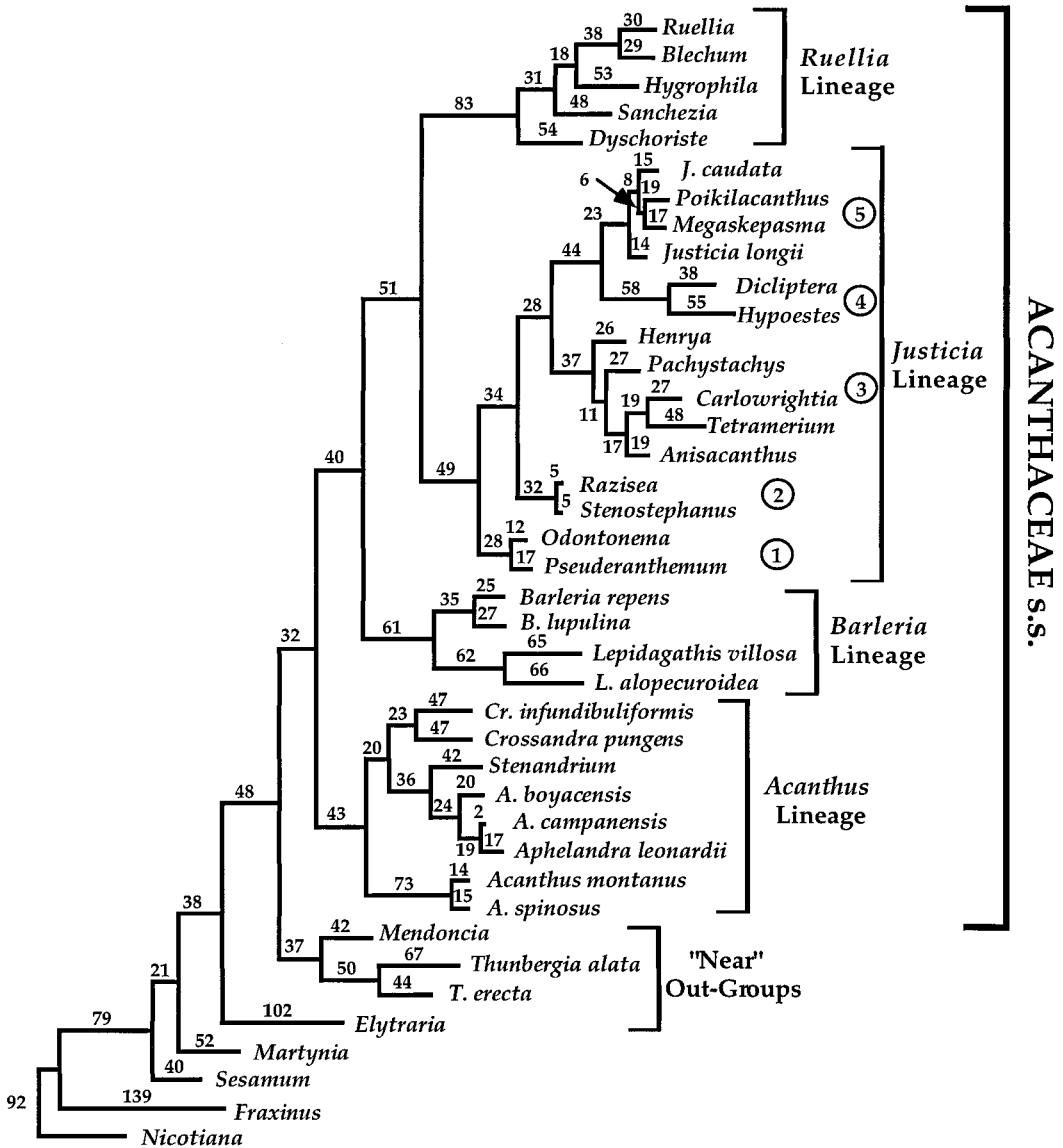 30
Ruellia
38
29
Blechum
18
53
Hygrophila
31
48
Sanchezia
83
54
Dyschoriste
Ruellia
Lineage
15
J. caudata
6
8
19
Poikilacanthus
17
Megaskepasma
5
23
14
Justicia longii
44
38
Dicliptera
58
55
Hypoestes
4
51
28
26
Henrya
37
27
Pachystachys
27
Carlowrightia
3
19
11
48
Tetramerium
17
19
Anisacanthus
34
49
5
Razisea
32
5
Stenostephanus
2
12
Odontonema
28
17
Pseuderanthemum
1
Justicia
Lineage
40
25
Barleria repens
35
27
B. lupulina
61
65
Lepidagathis villosa
62
66
L. alopecuroidea
Barleria
Lineage
32
47
Cr. infundibuliformis
23
47
Crossandra pungens
20
42
Stenandrium
36
20
A. boyacensis
24
2
A. campanensis
17
19
Aphelandra leonardii
43
14
Acanthus montanus
73
15
A. spinosus
Acanthus
Lineage
ACANTHACEAE s.s.
48
42
Mendoncia
37
67
Thunbergia alata
50
44
T. erecta
"Near"
Out-Groups
38
102
Elytraria
21
52
Martynia
79
40
Sesamum
139
Fraxinus
92
Nicotiana